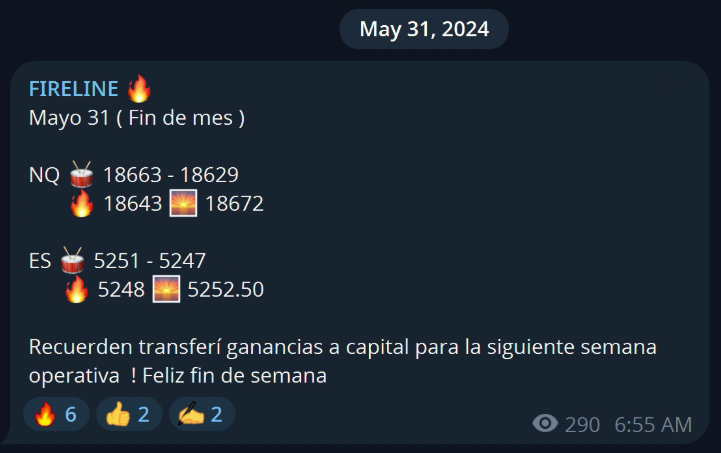 May 31, 2024
FIRELINE 🔥
Mayo 31 ( Fin de mes )
NQ 🥁 18663 - 18629
🔥 18643 🌅 18672
ES 🥁 5251 - 5247
🔥 5248 🌅 5252.50
Recuerden transferí ganancias a capital para la siguiente semana
operativa  ! Feliz fin de semana
🔥 6 👍 2 ✍️ 2
290 6:55 AM